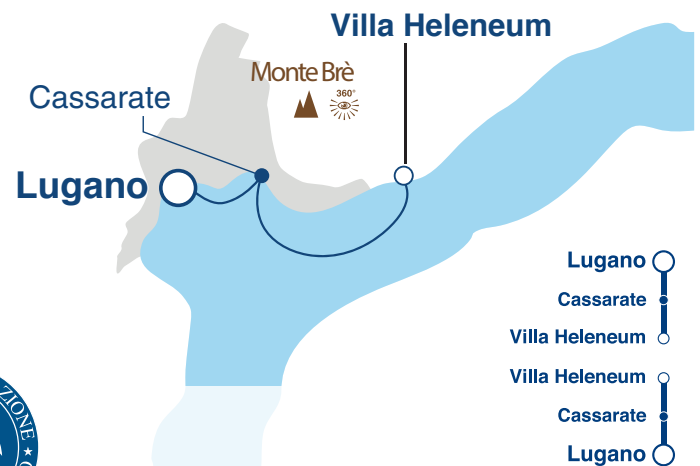 Villa Heleneum
Monte Brè
360°
Cassarate
Lugano
Lugano
Cassarate
Villa Heleneum
Villa Heleneum
Cassarate
Lugano
ZIONE